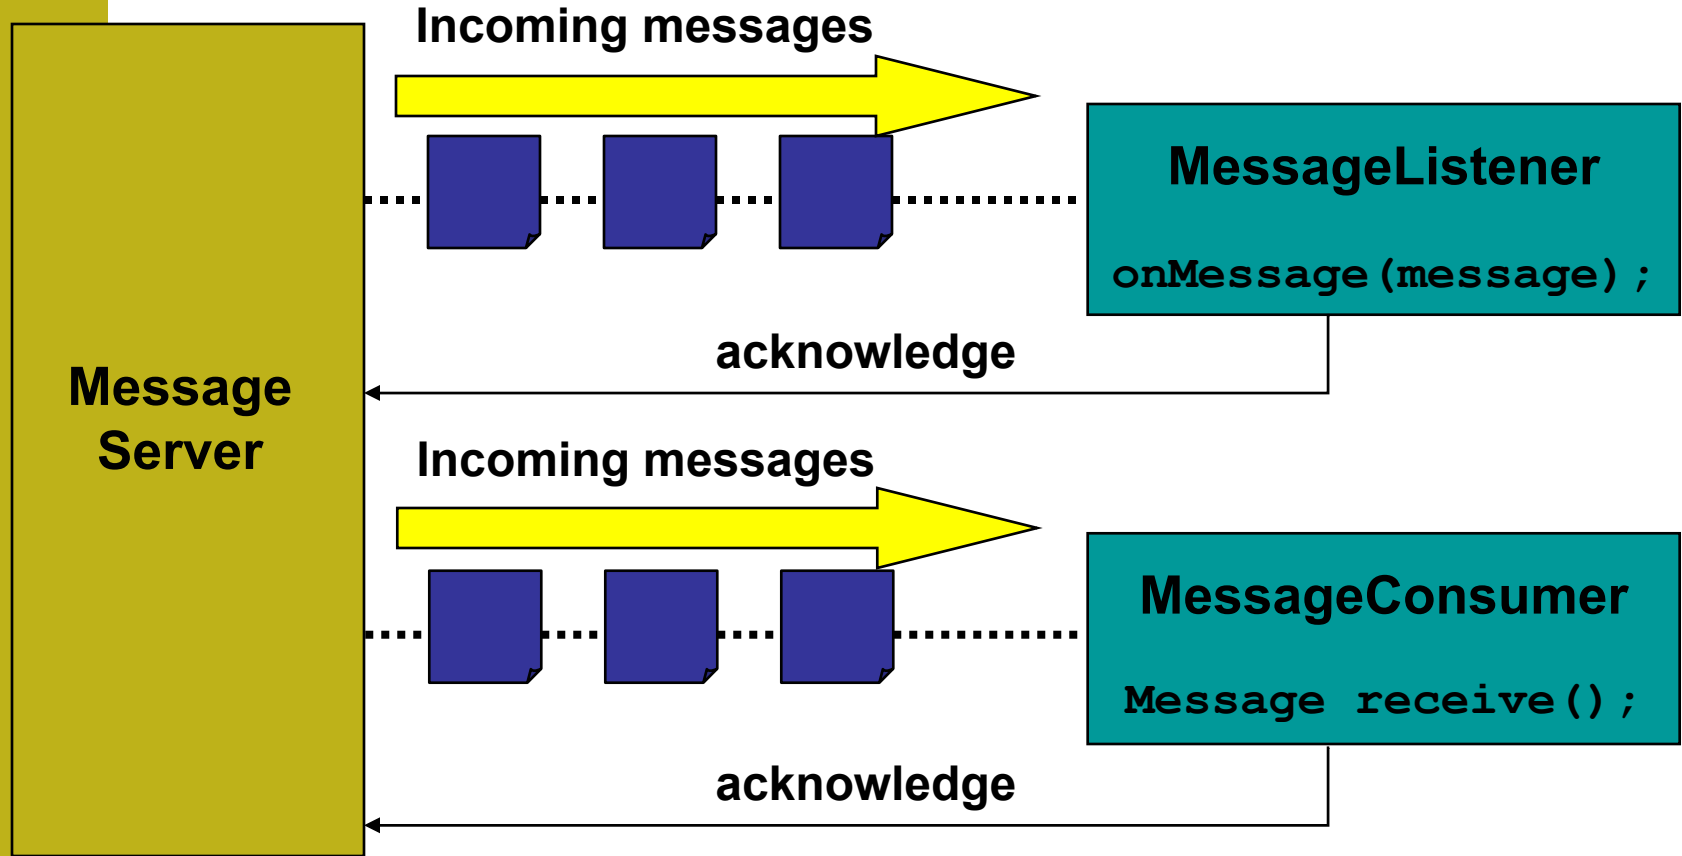 Incoming messages
MessageListener
onMessage(message);
acknowledge
Message
Server
Incoming messages
MessageConsumer
Message receive();
acknowledge